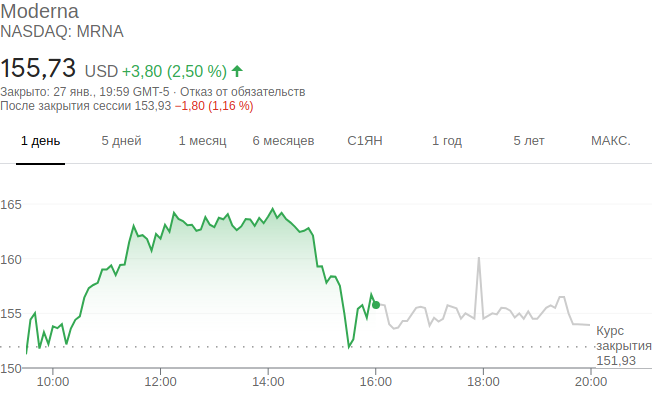 Moderna
NASDAQ: MRNA
155,73 USD +3,80 (2,50 %)
Закрыто: 27 янв., 19:59 GMT-5 · Отказ от обязательств
После закрытия сессии 153,93 −1,80 (1,16 %)
1 день 5 дней 1 месяц 6 месяцев С1ЯН 1 год 5 лет МАКС.
165
160
155
Курс
закрытия
151,93
150
10:00 12:00 14:00 16:00 18:00 20:00